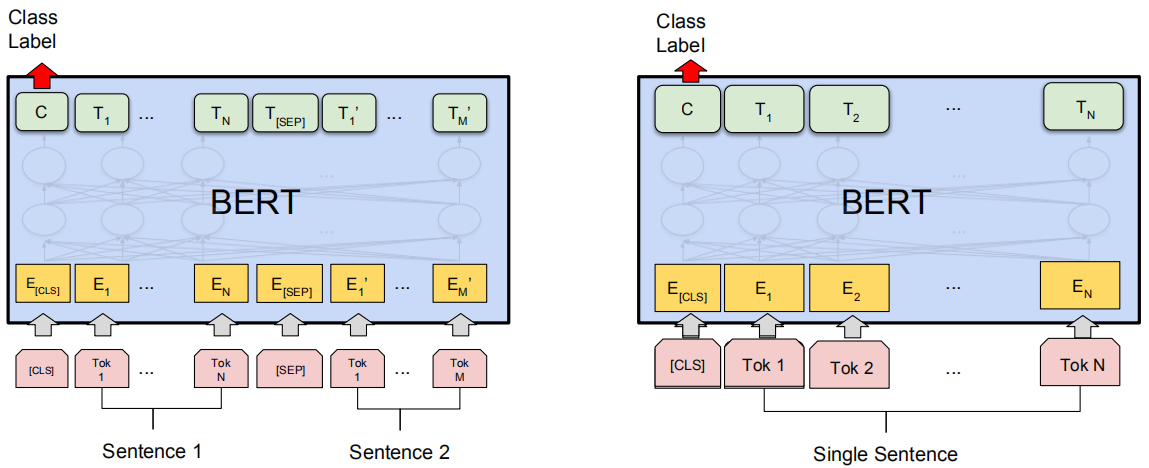 Class
Label
C T1 ... TN T[SEP] T1’ ... TM’
...
BERT
...
E[CLS] E1 ... EN E[SEP] E1’ ... EM’
[CLS] Tok 1 ... Tok N [SEP] Tok 1 ... Tok M
Sentence 1 Sentence 2
Class
Label
C T1 T2 ... TN
...
BERT
...
E[CLS] E1 E2 ... EN
[CLS] Tok 1 Tok 2 ... Tok N
Single Sentence